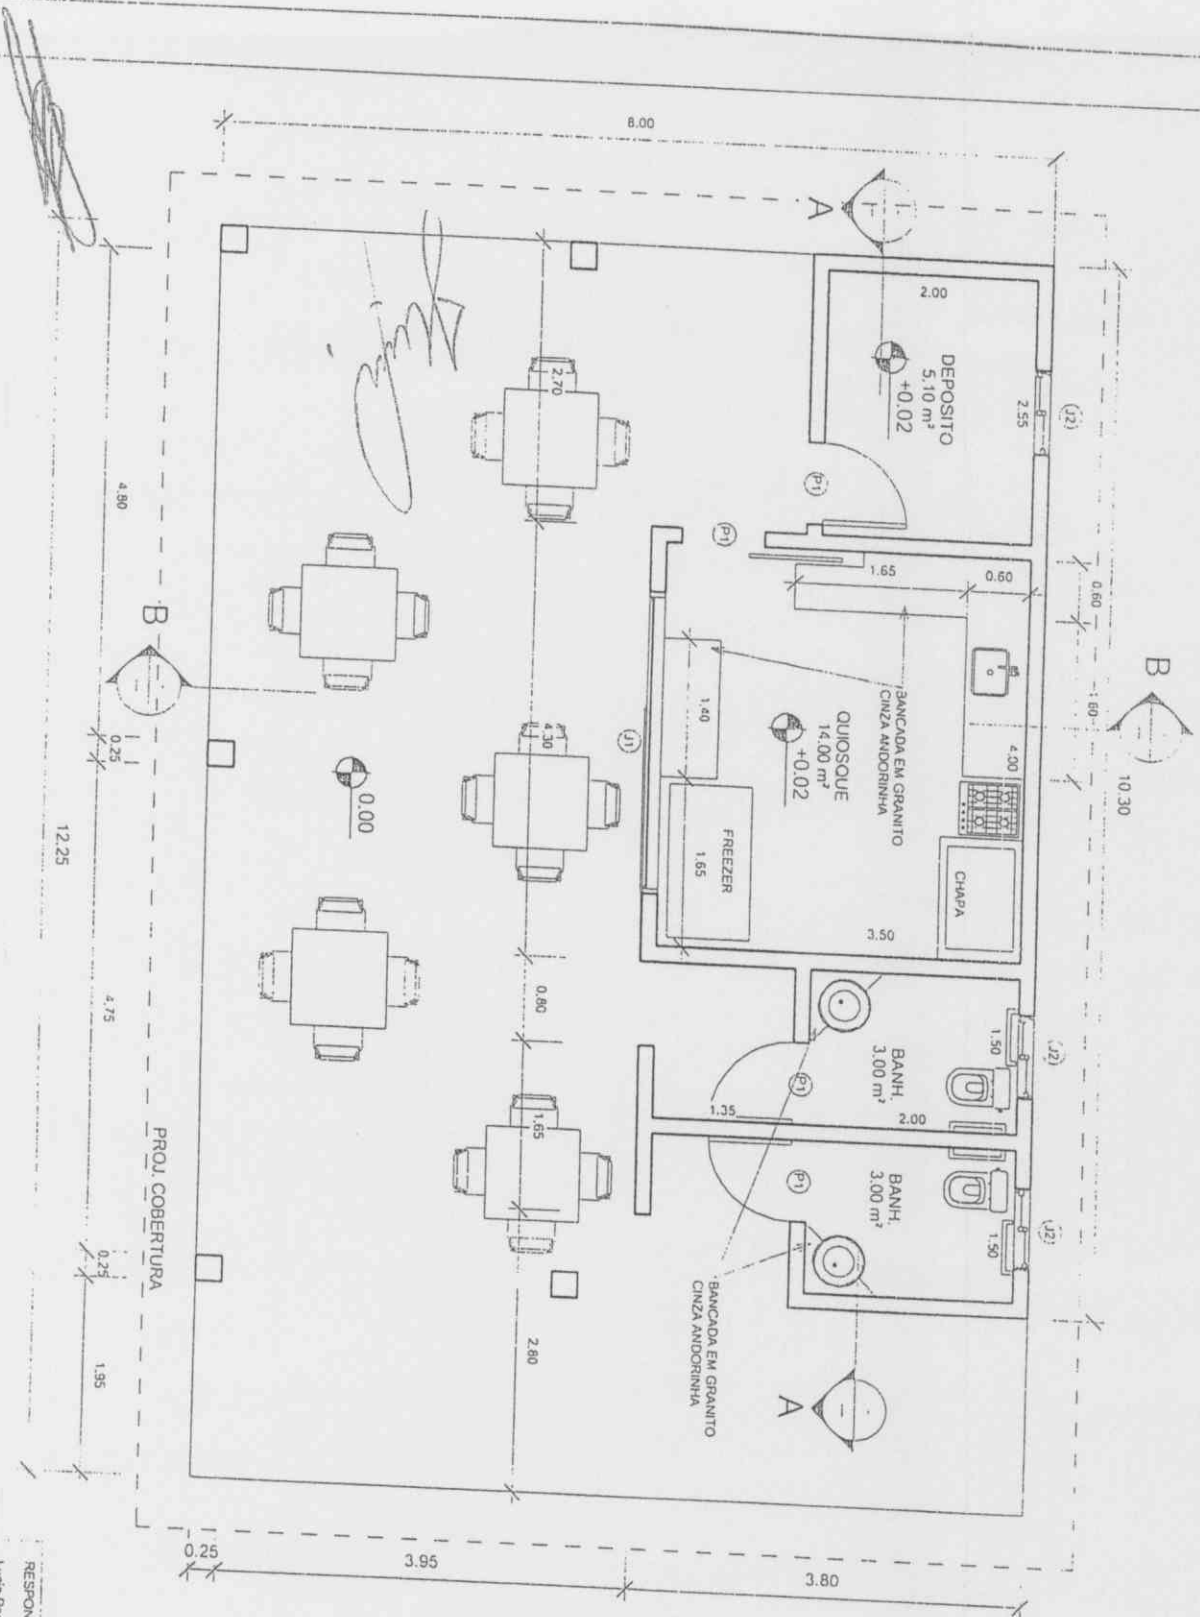 8.00
A
2.00
DEPOSITO
5,10 m²
+0.02
2.55
J2
P1
P1
2.70
4.80
B
0.25
12.25
4.75
0.25
1.95
PROJ. COBERTURA
0.00
4.30
J1
0.80
1.65
2.80
1.65
0.60
0.60
1.60
B
10.30
4.00
BANCADA EM GRANITO
CINZA ANDORINHA
1.40
QUIOSQUE
14.00 m²
+0.02
FREEZER
1.65
CHAPA
3.50
1.50
J2
BANH.
3.00 m²
P1
1.35
2.00
P1
BANH.
3.00 m²
1.50
J2
BANCADA EM GRANITO
CINZA ANDORINHA
A
0.25
3.95
3.80